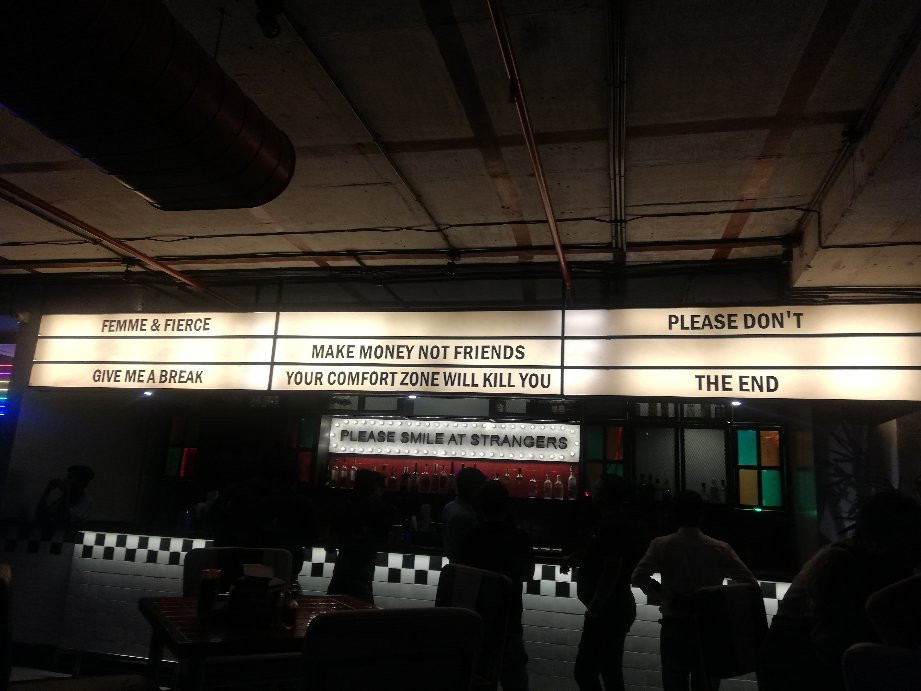 FEMME & FIERCE
GIVE ME A BREAK
MAKE MONEY NOT FRIENDS
YOUR COMFORT ZONE WILL KILL YOU
PLEASE DON'T
THE END
PLEASE SMILE AT STRANGERS